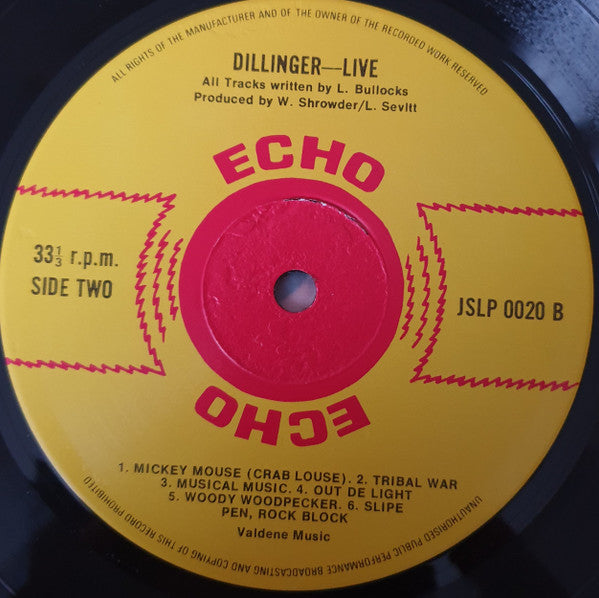 ALL RIGHTS OF THE MANUFACTURER AND OF THE OWNER OF THE RECORDED WORK RESERVED
DILLINGER—LIVE
All Tracks written by L. Bullocks
Produced by W. Shrowder/L. Sevitt
ECHO
33⅓ r.p.m.
SIDE TWO
JSLP 0020 B
ECHO
1. MICKEY MOUSE (CRAB LOUSE). 2. TRIBAL WAR
3. MUSICAL MUSIC. 4. OUT DE LIGHT
5. WOODY WOODPECKER. 6. SLIPE
PEN, ROCK BLOCK
Valdene Music
UNAUTHORISED PUBLIC PERFORMANCE BROADCASTING AND COPYING OF THIS RECORD PROHIBITED